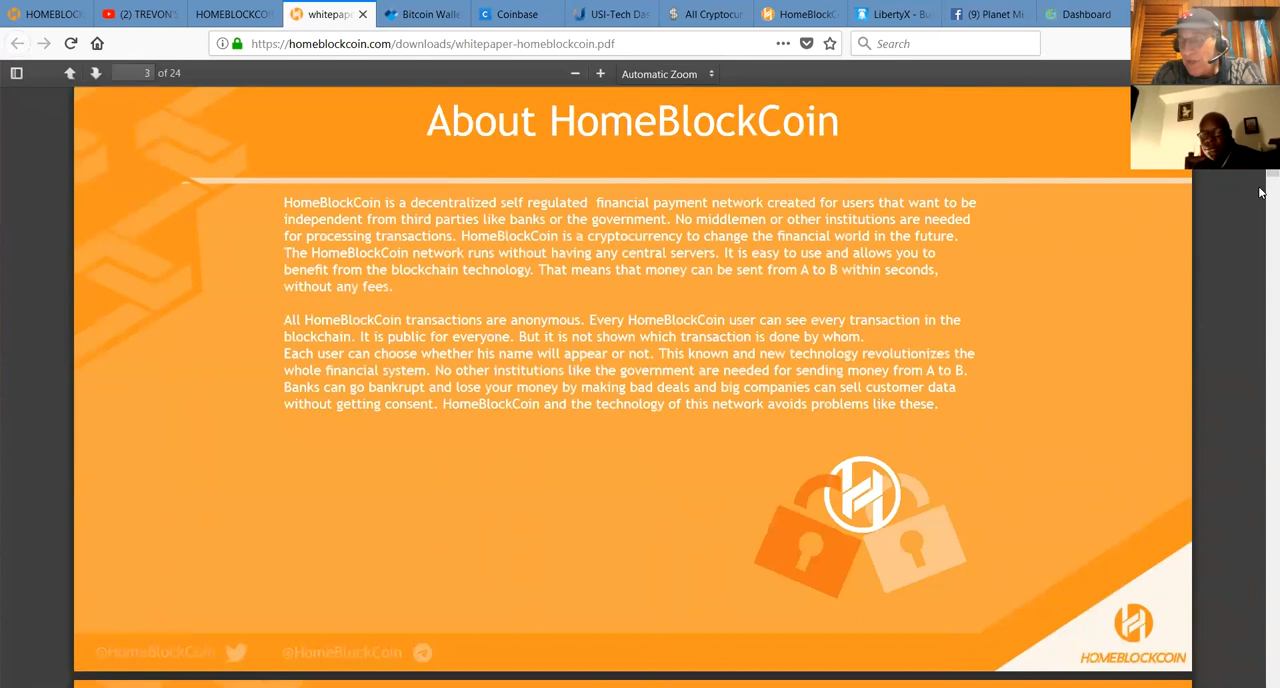 HOMEBLOCK
(2) TREVON'S
HOMEBLOCKCO
whitepape
Bitcoin Walle
Coinbase
USI-Tech Das
All Cryptocur
HomeBlockC
LibertyX - Bu
(9) Planet Mi
Dashboard
https://homeblockcoin.com/downloads/whitepaper-homeblockcoin.pdf
Search
3 of 24
Automatic Zoom
About HomeBlockCoin
HomeBlockCoin is a decentralized self regulated financial payment network created for users that want to be
independent from third parties like banks or the government. No middlemen or other institutions are needed
for processing transactions. HomeBlockCoin is a cryptocurrency to change the financial world in the future.
The HomeBlockCoin network runs without having any central servers. It is easy to use and allows you to
benefit from the blockchain technology. That means that money can be sent from A to B within seconds,
without any fees.
All HomeBlockCoin transactions are anonymous. Every HomeBlockCoin user can see every transaction in the
blockchain. It is public for everyone. But it is not shown which transaction is done by whom.
Each user can choose whether his name will appear or not. This known and new technology revolutionizes the
whole financial system. No other institutions like the government are needed for sending money from A to B.
Banks can go bankrupt and lose your money by making bad deals and big companies can sell customer data
without getting consent. HomeBlockCoin and the technology of this network avoids problems like these.
@HomeBlockCoin @HomeBlockCoin
HOMEBLOCKCOIN